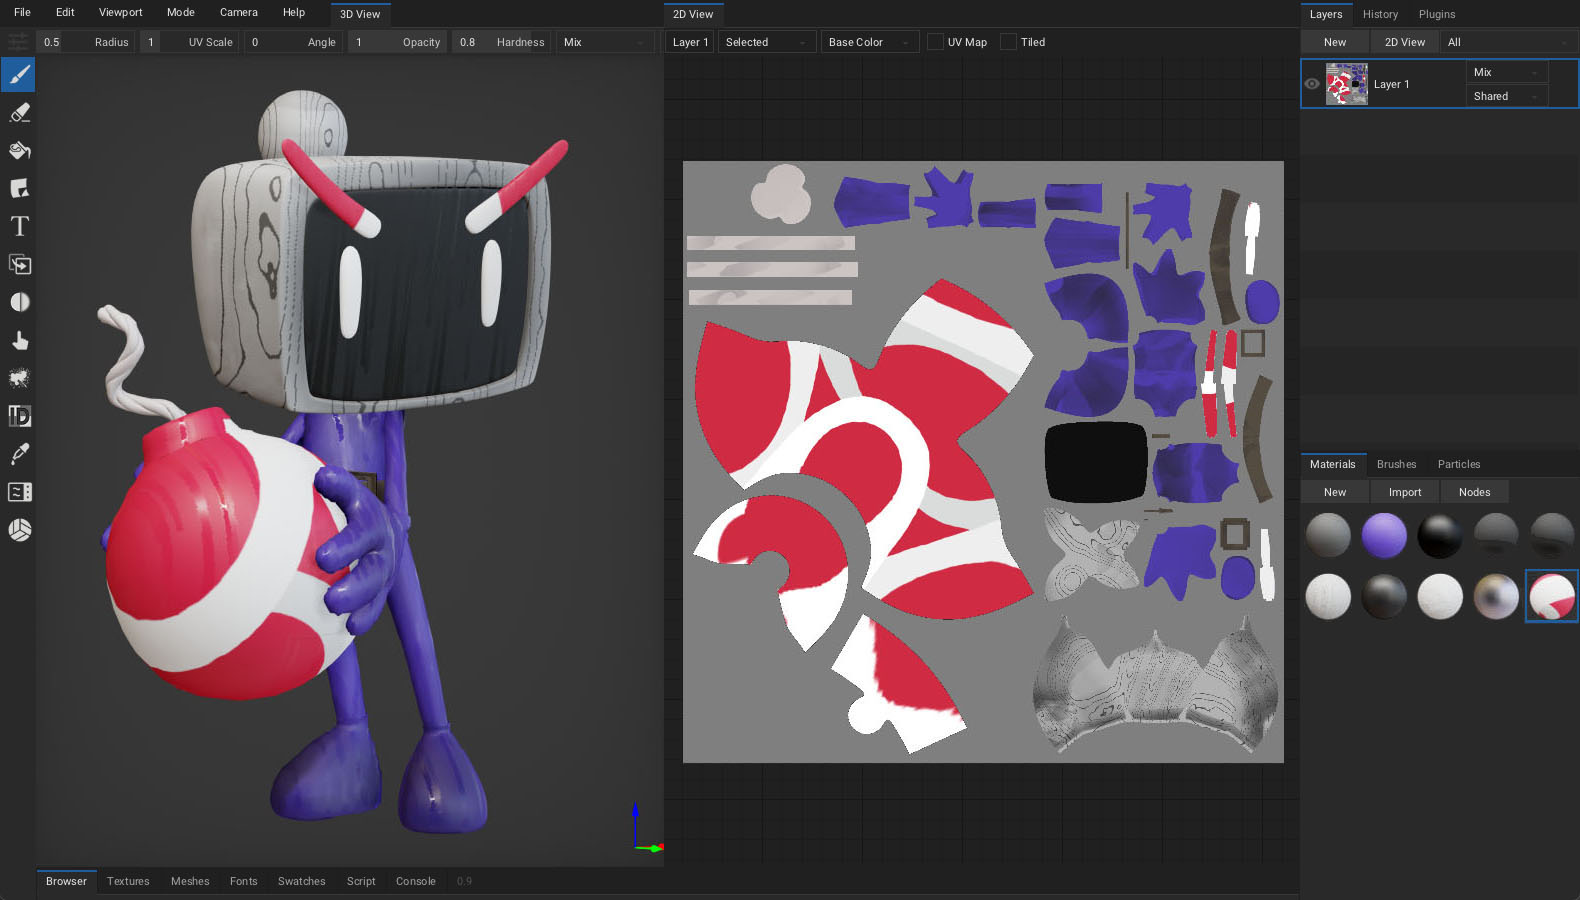 File Edit Viewport Mode Camera Help 3D View 2D View Layers History Plugins
0.5 Radius 1 UV Scale 0 Angle 1 Opacity 0.8 Hardness Mix Layer 1 Selected Base Color UV Map Tiled New 2D View All
Mix
Layer 1
Shared
T
Materials Brushes Particles
New Import Nodes
Browser Textures Meshes Fonts Swatches Script Console 0.9